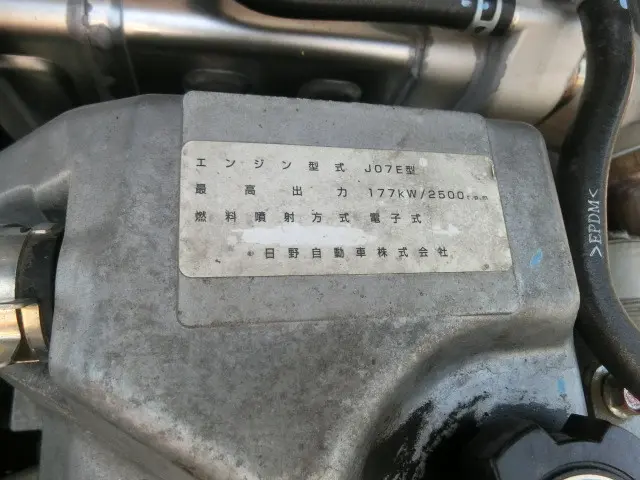 エンジン型式 J07E型
最高出力 177kW/2500r.p.m
燃料噴射方式 電子式
日野自動車株式会社
>EPDM<